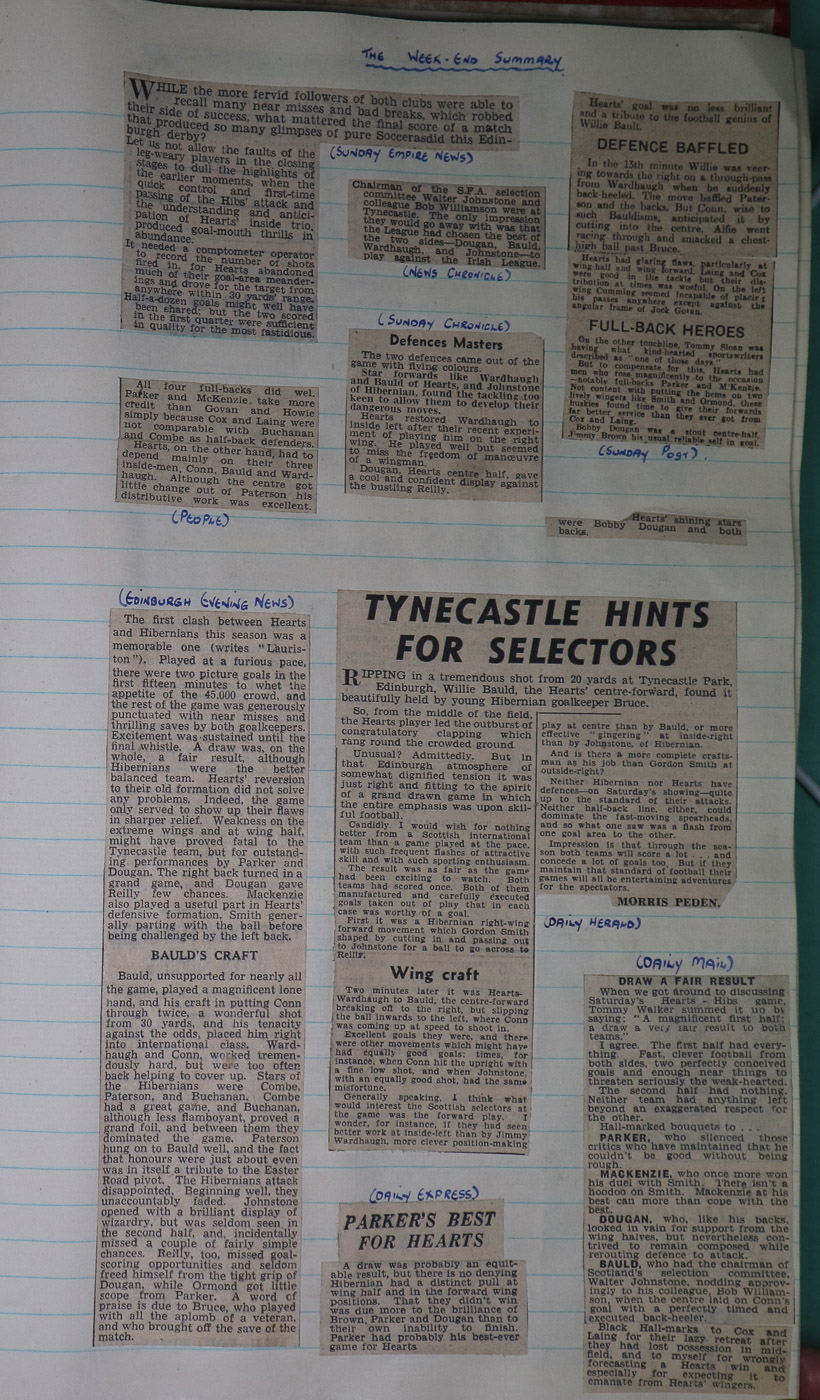 THE WEEK-END SUMMARY
WHILE the more fervid followers of both clubs were able to
recall many near misses and bad breaks, which robbed
their side of success, what mattered the final score of a match
that produced so many glimpses of pure Soccerasdid this Edin-
burgh derby?
Let us not allow the faults of the
leg-weary players in the closing
stages to dull the highlights of
the earlier moments, when the
quick control and first-time
passing of the Hibs' attack and
the understanding and antici-
pation of Hearts' inside trio,
produced goal-mouth thrills in
abundance.
It needed a comptometer operator
to record the number of shots
fired in, for Hearts abandoned
much of their goal-area meander-
ings and drove for the target from
anywhere within 30 yards' range.
Half-a-dozen goals might well have
been shared; but the two scored
in the first quarter were sufficient
in quality for the most fastidious.
(SUNDAY EMPIRE NEWS)
Chairman of the S.F.A. selection
committee Walter Johnstone and
colleague Bob Williamson were at
Tynecastle. The only impression
they would go away with was that
the League had chosen the best of
the two sides—Dougan, Bauld,
Wardhaugh, and Johnstone—to
play against the Irish League.
(NEWS CHRONICLE)
(SUNDAY CHRONICLE)
Defences Masters
The two defences came out of the
game with flying colours.
Star forwards like Wardhaugh
and Bauld of Hearts, and Johnstone
of Hibernian, found the tackling too
keen to allow them to develop their
dangerous moves.
Hearts restored Wardhaugh to
inside left after their recent experi-
ment of playing him on the right
wing. He played well but seemed
to miss the freedom of manœuvre
of a wingman.
Dougan, Hearts centre half, gave
a cool and confident display against
the bustling Reilly.
Hearts' goal was no less brilliant
and a tribute to the football genius of
Willie Bault.
DEFENCE BAFFLED
In the 15th minute Willie was veer-
ing towards the right on a through-pass
from Wardhaugh when he suddenly
back-heeled. The move baffled Pater-
son and the backs. But Conn, wise to
such Bauldisms, anticipated it by
cutting into the centre. Alfie went
racing through and smacked a chest-
high ball past Bruce.
Hearts had glaring flaws, particularly at
wing-half and wing forward. Laing and Cox
were good in the tackle but their dis-
tribution at times was woeful. On the left
wing Cumming seemed incapable of placing
his passes anywhere except against the
angular frame of Jock Govan.
FULL-BACK HEROES
On the other touchline, Tommy Sloan was
having what kind-hearted sportswriters
described as "one of those days."
But to compensate for this, Hearts had
men who rose magnificently to the occasion
—notably full-backs Parker and M'Kenzie.
Not content with putting the hems on two
lively wingers like Smith and Ormond, these
huskies found time to give their forwards
far better service than they ever got from
Cox and Laing.
Bobby Dougan was a stout centre-half,
Jimmy Brown his usual reliable self in goal.
(SUNDAY POST).
All four full-backs did wel.
Parker and McKenzie take more
credit than Govan and Howie
simply because Cox and Laing were
not comparable with Buchanan
and Combe as half-back defenders.
Hearts, on the other hand, had to
depend mainly on their three
inside-men, Conn, Bauld and Ward-
haugh. Although the centre got
little change out of Paterson his
distributive work was excellent.
(PEOPLE)
Hearts' shining stars
were Bobby Dougan and both
backs,
(EDINBURGH EVENING NEWS)
The first clash between Hearts
and Hibernians this season was a
memorable one (writes "Lauris-
ton"). Played at a furious pace,
there were two picture goals in the
first fifteen minutes to whet the
appetite of the 45,000 crowd, and
the rest of the game was generously
punctuated with near misses and
thrilling saves by both goalkeepers.
Excitement was sustained until the
final whistle. A draw was, on the
whole, a fair result, although
Hibernians were the better
balanced team. Hearts' reversion
to their old formation did not solve
any problems. Indeed, the game
only served to show up their flaws
in sharper relief. Weakness on the
extreme wings and at wing half,
might have proved fatal to the
Tynecastle team, but for outstand-
ing performances by Parker and
Dougan. The right back turned in a
grand game, and Dougan gave
Reilly few chances. Mackenzie
also played a useful part in Hearts'
defensive formation, Smith gener-
ally parting with the ball before
being challenged by the left back.
BAULD'S CRAFT
Bauld, unsupported for nearly all
the game, played a magnificent lone
hand, and his craft in putting Conn
through twice, a wonderful shot
from 30 yards, and his tenacity
against the odds, placed him right
into international class. Ward-
haugh and Conn, worked tremen-
dously hard, but were too often
back helping to cover up. Stars of
the Hibernians were Combe,
Paterson, and Buchanan. Combe
had a great game, and Buchanan,
although less flamboyant, proved a
grand foil, and between them they
dominated the game. Paterson
hung on to Bauld well, and the fact
that honours were just about even
was in itself a tribute to the Easter
Road pivot. The Hibernians attack
disappointed. Beginning well, they
unaccountably faded. Johnstone
opened with a brilliant display of
wizardry, but was seldom seen in
the second half, and, incidentally
missed a couple of fairly simple
chances. Reilly, too, missed goal-
scoring opportunities and seldom
freed himself from the tight grip of
Dougan, while Ormond got little
scope from Parker. A word of
praise is due to Bruce, who played
with all the aplomb of a veteran,
and who brought off the save of the
match.
TYNECASTLE HINTS
FOR SELECTORS
RIPPING in a tremendous shot from 20 yards at Tynecastle Park,
Edinburgh, Willie Bauld, the Hearts' centre-forward, found it
beautifully held by young Hibernian goalkeeper Bruce.
So, from the middle of the field,
the Hearts player led the outburst of
congratulatory clapping which
rang round the crowded ground.
Unusual? Admittedly. But in
that Edinburgh atmosphere of
somewhat dignified tension it was
just right and fitting to the spirit
of a grand drawn game in which
the entire emphasis was upon skil-
ful football.
Candidly I would wish for nothing
better from a Scottish international
team than a game played at the pace,
with such frequent flashes of attractive
skill and with such sporting enthusiasm.
The result was as fair as the game
had been exciting to watch. Both
teams had scored once. Both of them
manufactured and carefully executed
goals taken out of play that in each
case was worthy of a goal.
First it was a Hibernian right-wing
forward movement which Gordon Smith
shaped by cutting in and passing out
to Johnstone for a ball to go across to
Reilly.
Wing craft
Two minutes later it was Hearts-
Wardhaugh to Bauld, the centre-forward
breaking off to the right, but slipping
the ball inwards to the left, where Conn
was coming up at speed to shoot in.
Excellent goals they were, and there
were other movements which might have
had equally good goals: times, for
instance, when Conn hit the upright with
a fine low shot, and when Johnstone,
with an equally good shot, had the same
misfortune.
Generally speaking, I think what
would interest the Scottish selectors at
the game was the forward play. I
wonder, for instance, if they had seen
better work at inside-left than by Jimmy
Wardhaugh, more clever position-making
play at centre than by Bauld, or more
effective "gingering" at inside-right
than by Johnstone, of Hibernian.
And is there a more complete crafts-
man as his job than Gordon Smith at
outside-right?
Neither Hibernian nor Hearts have
defences—on Saturday's showing—quite
up to the standard of their attacks.
Neither half-back line, either, could
dominate the fast-moving spearheads,
and so what one saw was a flash from
one goal area to the other.
Impression is that through the sea-
son both teams will score a lot . . . and
concede a lot of goals too. But if they
maintain that standard of football their
games will all be entertaining adventures
for the spectators.
MORRIS PEDEN.
(DAILY HERALD)
(DAILY EXPRESS)
PARKER'S BEST
FOR HEARTS
A draw was probably an equit-
able result, but there is no denying
Hibernian had a distinct pull at
wing half and in the forward wing
positions. That they didn't win
was due more to the brilliance of
Brown, Parker and Dougan than to
their own inability to finish.
Parker had probably his best-ever
game for Hearts
(DAILY MAIL)
DRAW A FAIR RESULT
When we got around to discussing
Saturday's Hearts - Hibs game,
Tommy Walker summed it up by
saying: "A magnificent first half;
a draw a very fair result to both
teams."
I agree. The first half had every-
thing. Fast, clever football from
both sides, two perfectly conceived
goals and enough near things to
threaten seriously the weak-hearted.
The second half had nothing.
Neither team had anything left
beyond an exaggerated respect for
the other.
Hall-marked bouquets to . . .
PARKER, who silenced those
critics who have maintained that he
couldn't be good without being
rough.
MACKENZIE, who once more won
his duel with Smith. There isn't a
hoodoo on Smith. Mackenzie at his
best can more than cope with the
best.
DOUGAN, who, like his backs,
looked in vain for support from the
wing halves, but nevertheless con-
trived to remain composed while
rerouting defence to attack.
BAULD, who had the chairman of
Scotland's selection committee,
Walter Johnstone, nodding approv-
ingly to his colleague, Bob William-
son, when the centre laid on Conn's
goal with a perfectly timed and
executed back-heeler.
Black Hall-marks to Cox and
Laing for their lazy retreat after
they had lost possession in mid-
field, and to myself for wrongly
forecasting a Hearts win and
especially for expecting it to
emanate from Hearts' wingers.